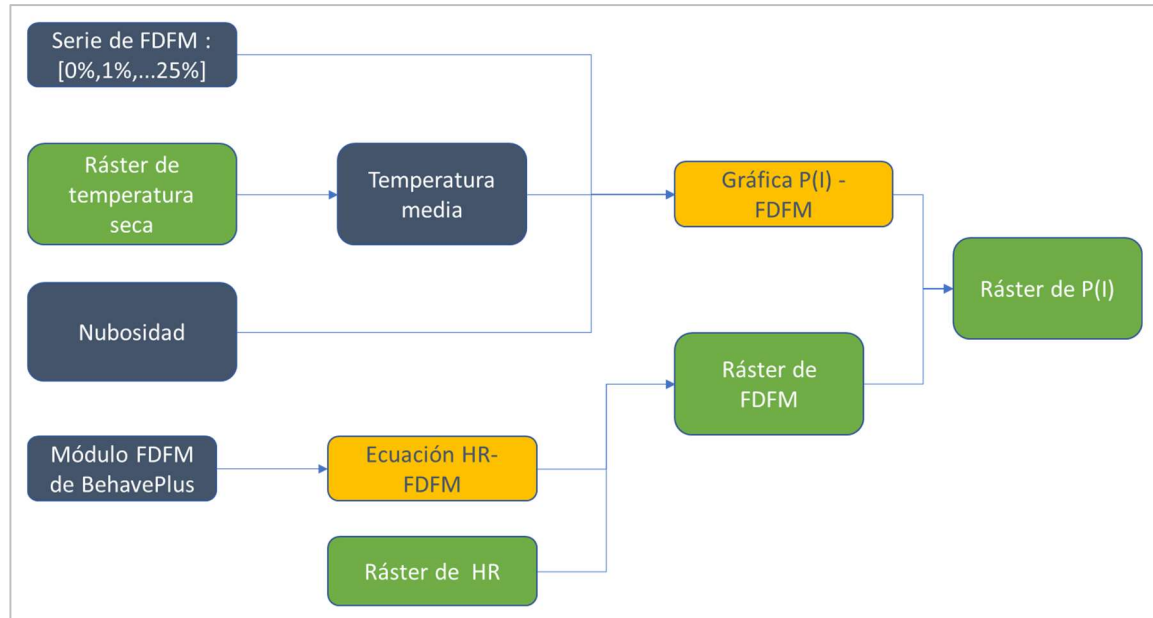 Serie de FDFM :
[0%,1%,...25%]
Ráster de
temperatura
seca
Temperatura
media
Nubosidad
Gráfica P(I) -
FDFM
Ráster de P(I)
Ráster de
FDFM
Módulo FDFM
de BehavePlus
Ecuación HR-
FDFM
Ráster de HR